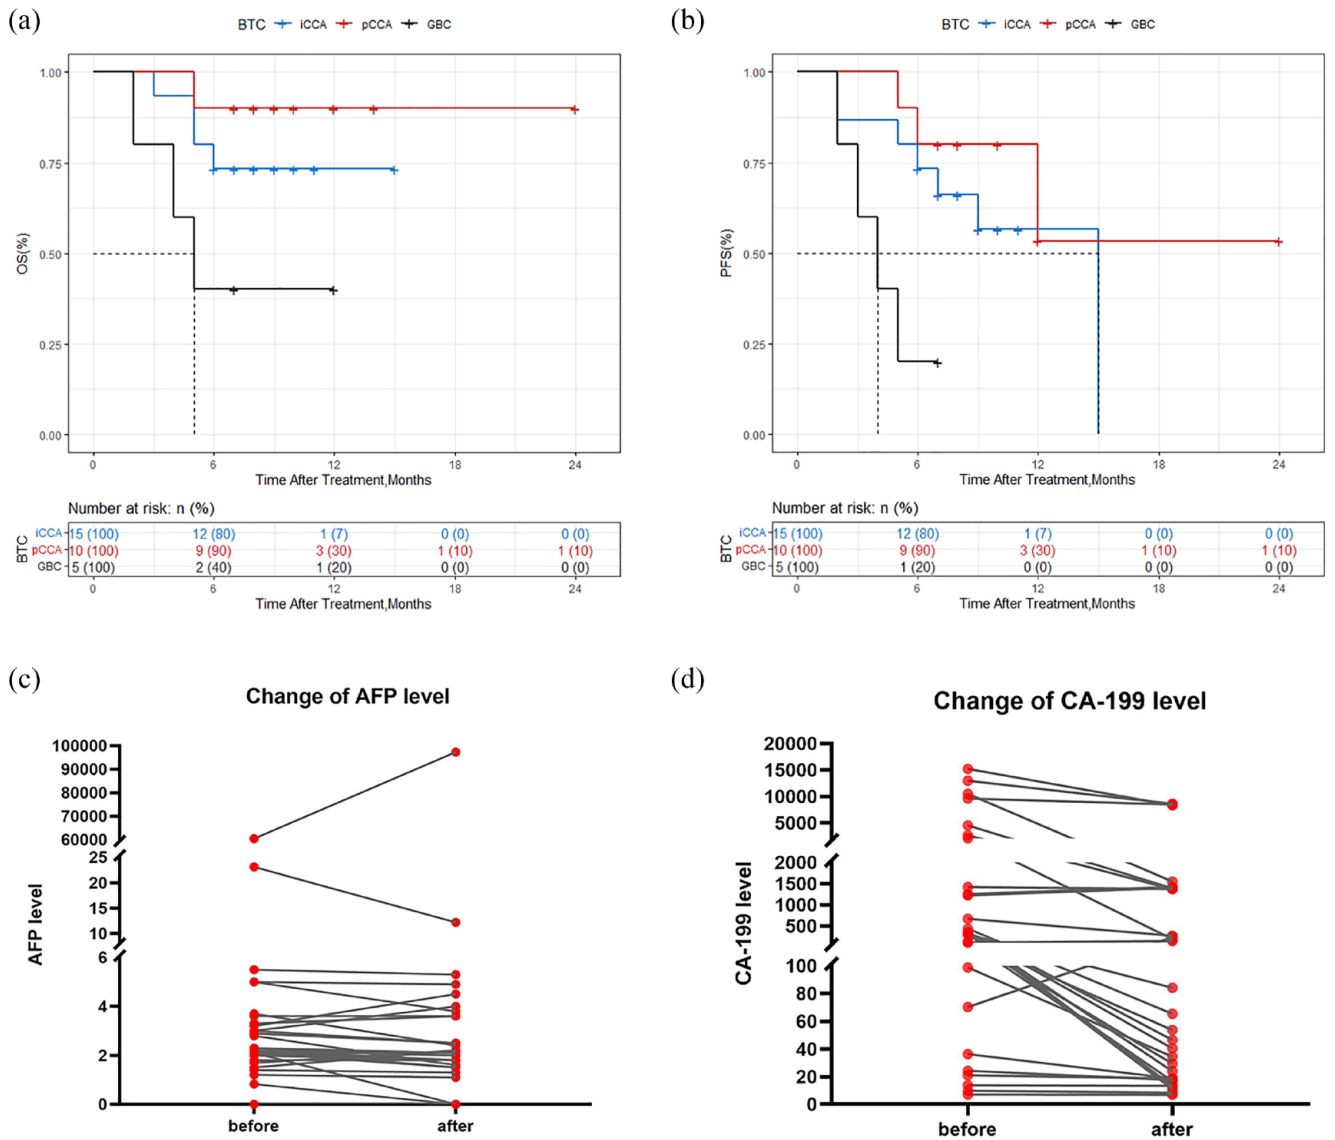 (a)
BTC iCCA pCCA GBC
OS(%)
1.00
0.75
0.50
0.25
0.00
0 6 12 18 24
Time After Treatment,Months
Number at risk: n (%)
BTC
iCCA 15 (100) 12 (80) 1 (7) 0 (0) 0 (0)
pCCA 10 (100) 9 (90) 3 (30) 1 (10) 1 (10)
GBC 5 (100) 2 (40) 1 (20) 0 (0) 0 (0)
0 6 12 18 24
Time After Treatment,Months
(b)
BTC iCCA pCCA GBC
PFS(%)
1.00
0.75
0.50
0.25
0.00
0 6 12 18 24
Time After Treatment,Months
Number at risk: n (%)
BTC
iCCA 15 (100) 12 (80) 1 (7) 0 (0) 0 (0)
pCCA 10 (100) 9 (90) 3 (30) 1 (10) 1 (10)
GBC 5 (100) 1 (20) 0 (0) 0 (0) 0 (0)
0 6 12 18 24
Time After Treatment,Months
(c)
Change of AFP level
AFP level
100000
90000
80000
70000
60000
25
20
15
10
6
4
2
0
before after
(d)
Change of CA-199 level
CA-199 level
20000
15000
10000
5000
2000
1500
1000
500
100
80
60
40
20
0
before after